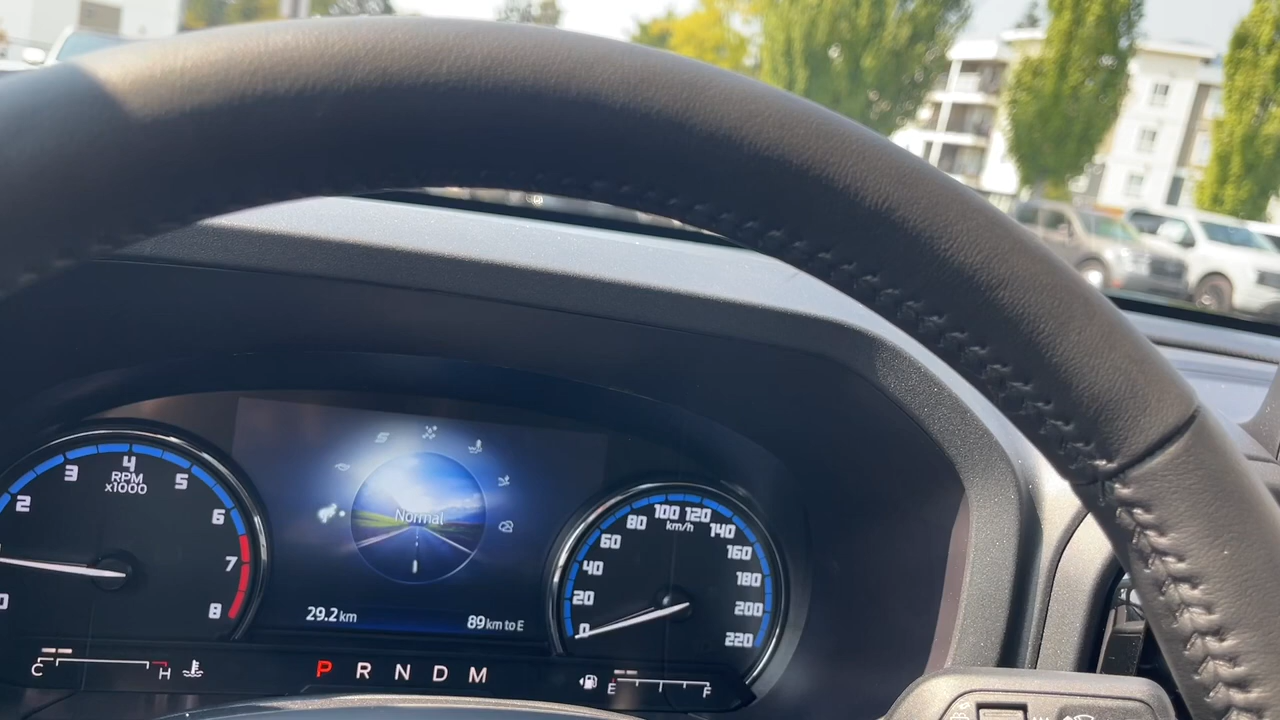 0 2 3 4 5 6 7 8
RPM
x1000
Normal
29.2 km
89 km to E
0 20 40 60 80 100 120 140 160 180 200 220
km/h
C H
P R N D M
E F